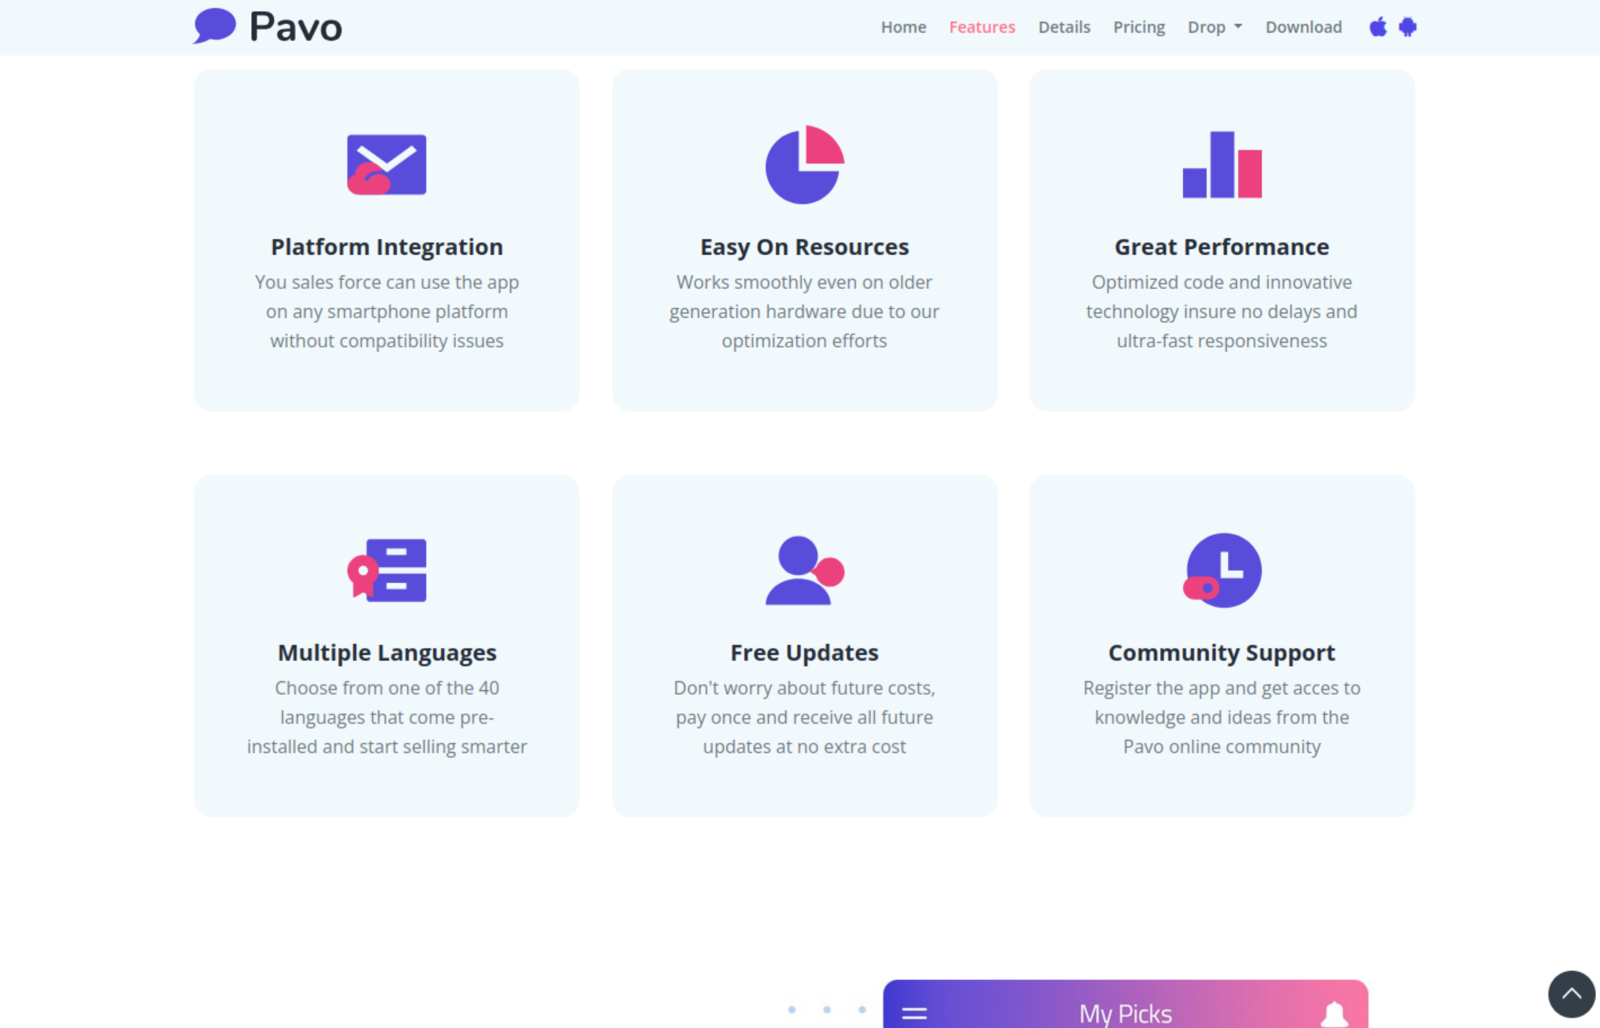 Pavo
Home Features Details Pricing Drop Download
Platform Integration
You sales force can use the app
on any smartphone platform
without compatibility issues
Easy On Resources
Works smoothly even on older
generation hardware due to our
optimization efforts
Great Performance
Optimized code and innovative
technology insure no delays and
ultra-fast responsiveness
Multiple Languages
Choose from one of the 40
languages that come pre-
installed and start selling smarter
Free Updates
Don't worry about future costs,
pay once and receive all future
updates at no extra cost
Community Support
Register the app and get acces to
knowledge and ideas from the
Pavo online community
My Picks